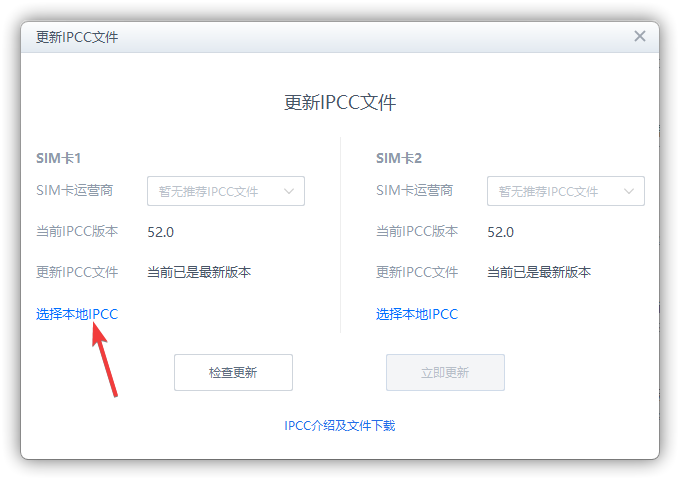 更新IPCC文件
更新IPCC文件
SIM卡1
SIM卡运营商 暂无推荐IPCC文件
当前IPCC版本 52.0
更新IPCC文件 当前已是最新版本
选择本地IPCC
SIM卡2
SIM卡运营商 暂无推荐IPCC文件
当前IPCC版本 52.0
更新IPCC文件 当前已是最新版本
选择本地IPCC
检查更新 立即更新
IPCC介绍及文件下载